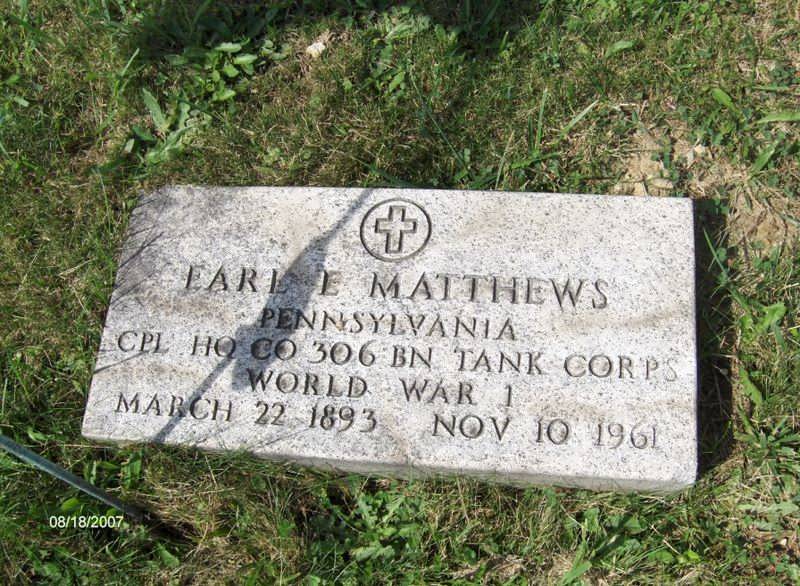 EARL E MATTHEWS
PENNSYLVANIA
CPL HQ CO 306 BN TANK CORPS
WORLD WAR I
MARCH 22 1893 NOV 10 1961
08/18/2007